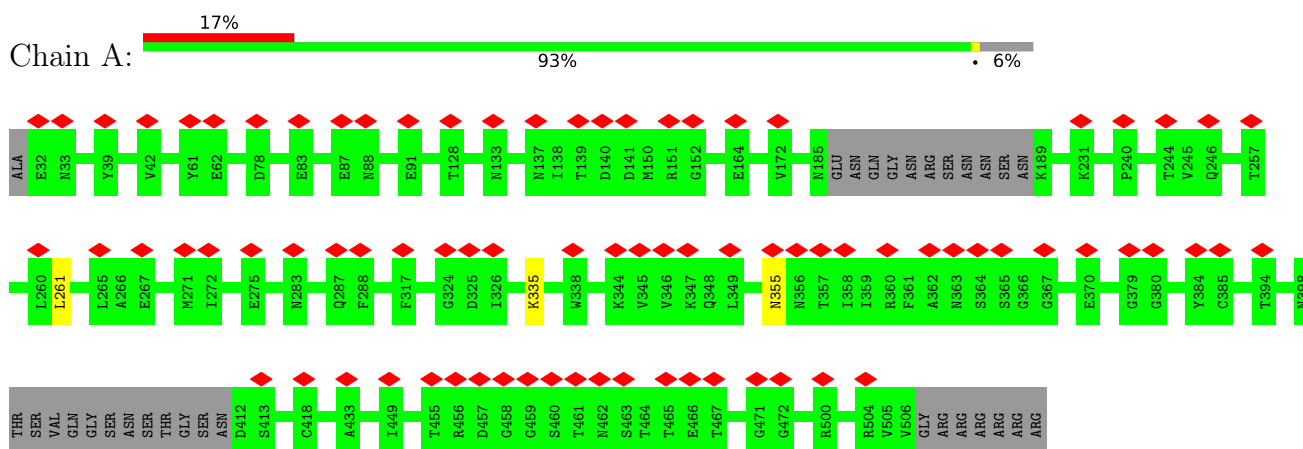 17%
Chain A:
93% • 6%
ALA E32 N33 Y39 V42 Y61 E62 D78 E83 E87 N88 E91 T128 N133 N137 I138 T139 D140 D141 M150 R151 G152 E164 V172 N185 GLU ASN GLN GLY ASN ARG SER ASN ASN SER ASN K189 K231 P240 T244 V245 Q246 T257
L260 L261 L265 A266 E267 M271 I272 E275 N283 Q287 F288 F317 G324 D325 I326 K335 W338 K344 V345 V346 K347 Q348 L349 N355 N356 T357 I358 I359 R360 F361 A362 N363 S364 S365 G366 G367 E370 G379 G380 Y384 C385 T394 N398
THR SER VAL GLN GLY SER ASN SER THR GLY SER ASN D412 S413 C418 A433 I449 T455 R456 D457 G458 G459 S460 T461 N462 S463 T464 T465 E466 T467 G471 G472 R500 R504 V505 V506 GLY ARG ARG ARG ARG ARG ARG